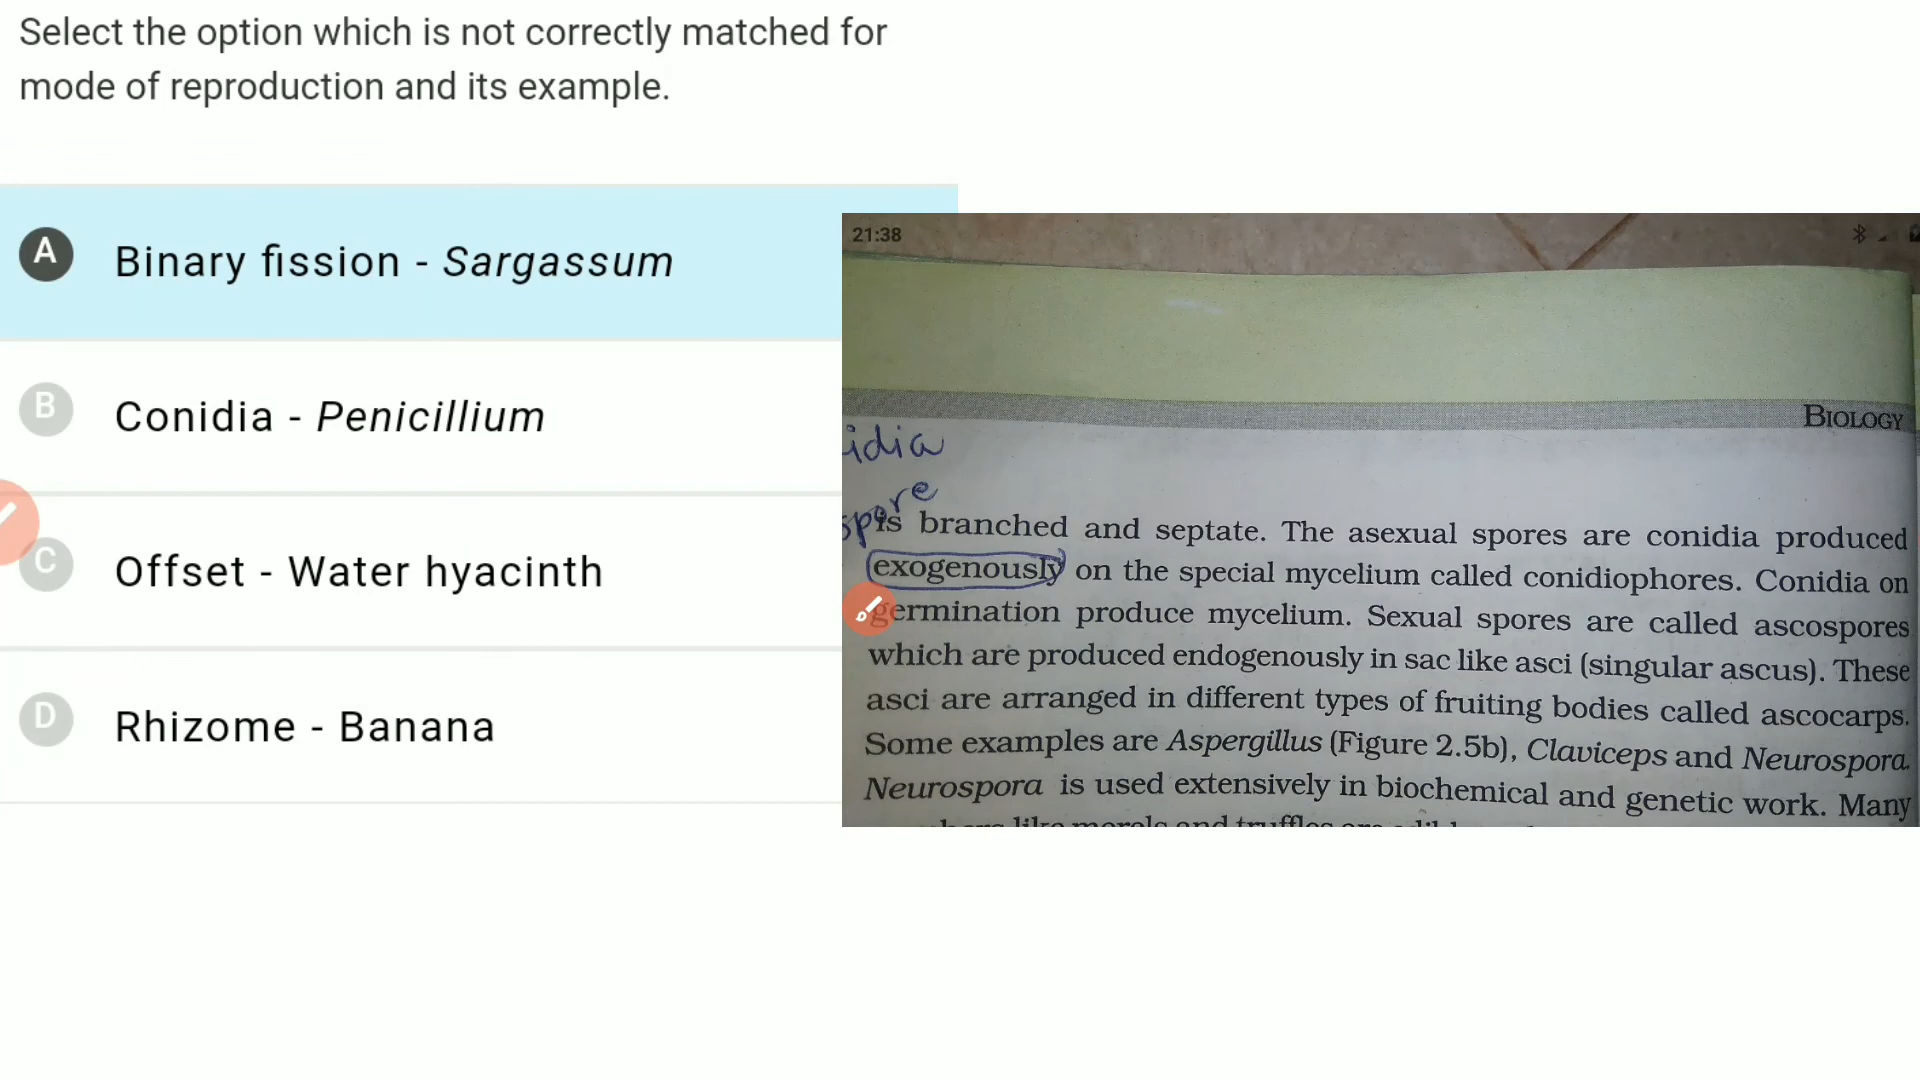 Select the option which is not correctly matched for
mode of reproduction and its example.
A Binary fission - Sargassum
B Conidia - Penicillium
C Offset - Water hyacinth
D Rhizome - Banana
21:38
BIOLOGY
idia
spore
is branched and septate. The asexual spores are conidia produced
exogenously on the special mycelium called conidiophores. Conidia on
germination produce mycelium. Sexual spores are called ascospores
which are produced endogenously in sac like asci (singular ascus). These
asci are arranged in different types of fruiting bodies called ascocarps.
Some examples are Aspergillus (Figure 2.5b), Claviceps and Neurospora.
Neurospora is used extensively in biochemical and genetic work. Many
like morels and truffles are